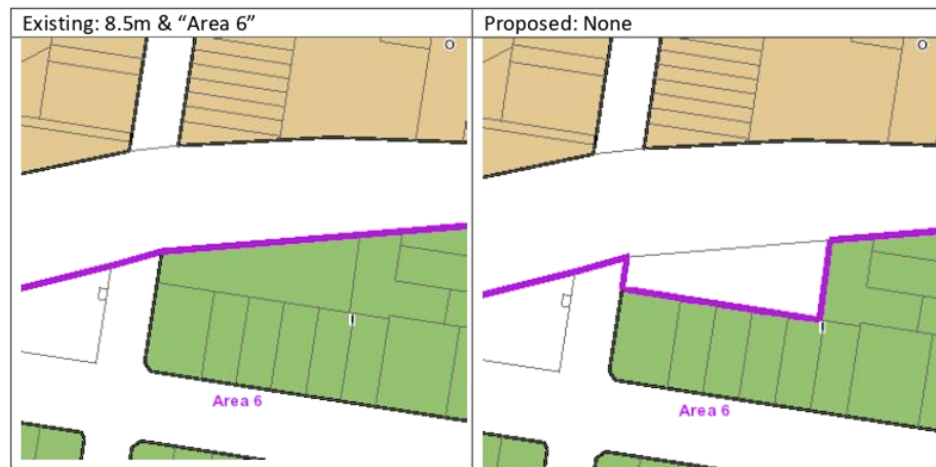 Existing: 8.5m & “Area 6”
Proposed: None
O
O
I
I
Area 6
Area 6